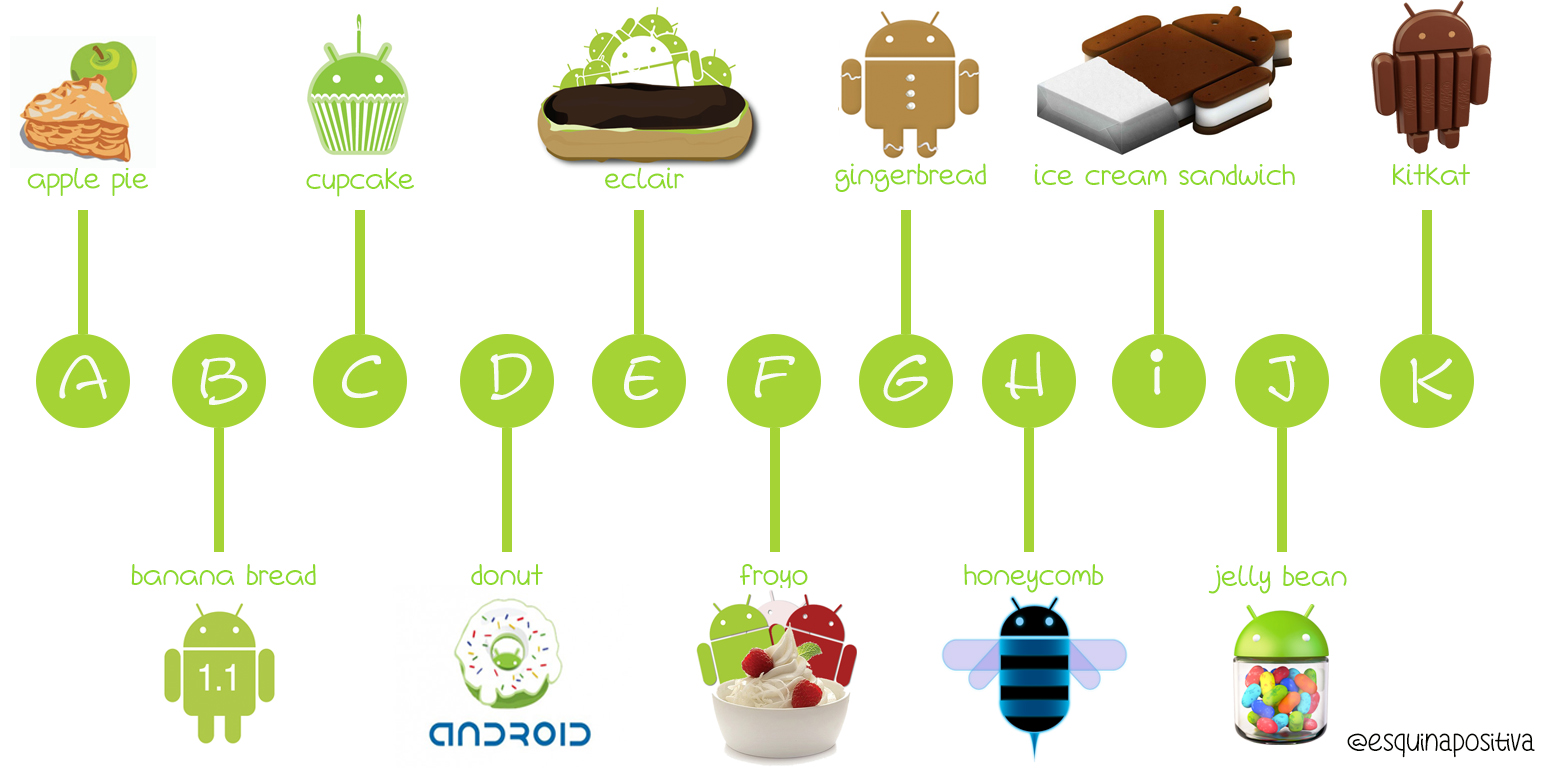 apple pie
cupcake
eclair
gingerbread
ice cream sandwich
kitkat
A
B
C
D
E
F
G
H
i
J
K
banana bread
donut
froyo
honeycomb
jelly bean
1.1
ANDROID
@esquinapositiva